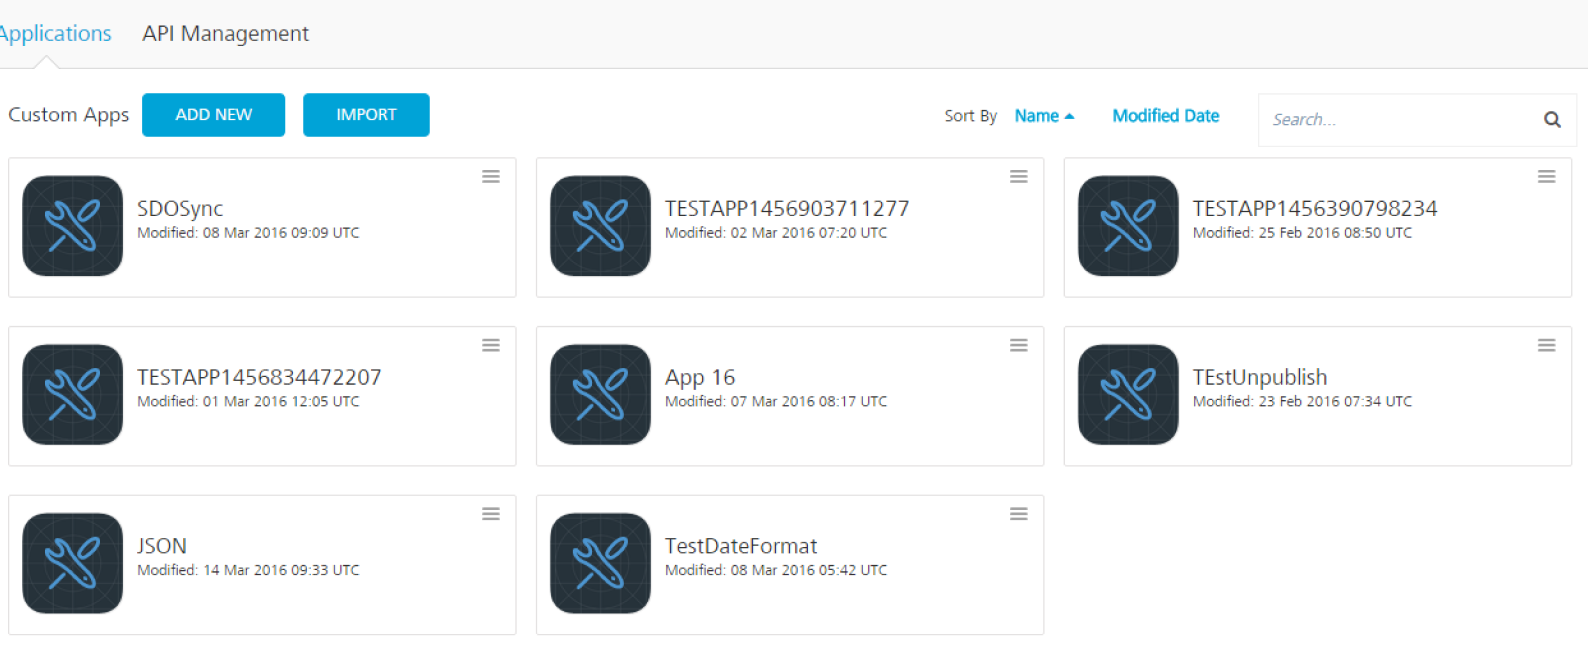 Applications API Management
Custom Apps ADD NEW IMPORT Sort By Name Modified Date Search...
SDOSync
Modified: 08 Mar 2016 09:09 UTC
TESTAPP1456903711277
Modified: 02 Mar 2016 07:20 UTC
TESTAPP1456390798234
Modified: 25 Feb 2016 08:50 UTC
TESTAPP1456834472207
Modified: 01 Mar 2016 12:05 UTC
App 16
Modified: 07 Mar 2016 08:17 UTC
TEstUnpublish
Modified: 23 Feb 2016 07:34 UTC
JSON
Modified: 14 Mar 2016 09:33 UTC
TestDateFormat
Modified: 08 Mar 2016 05:42 UTC